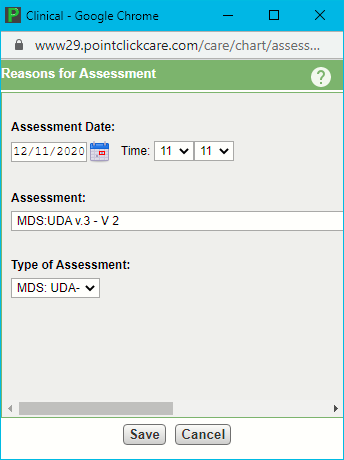 Clinical - Google Chrome
www29.pointclickcare.com/care/chart/assess...
Reasons for Assessment
Assessment Date:
12/11/2020 Time: 11 11
Assessment:
MDS:UDA v.3 - V 2
Type of Assessment:
MDS: UDA-
Save Cancel